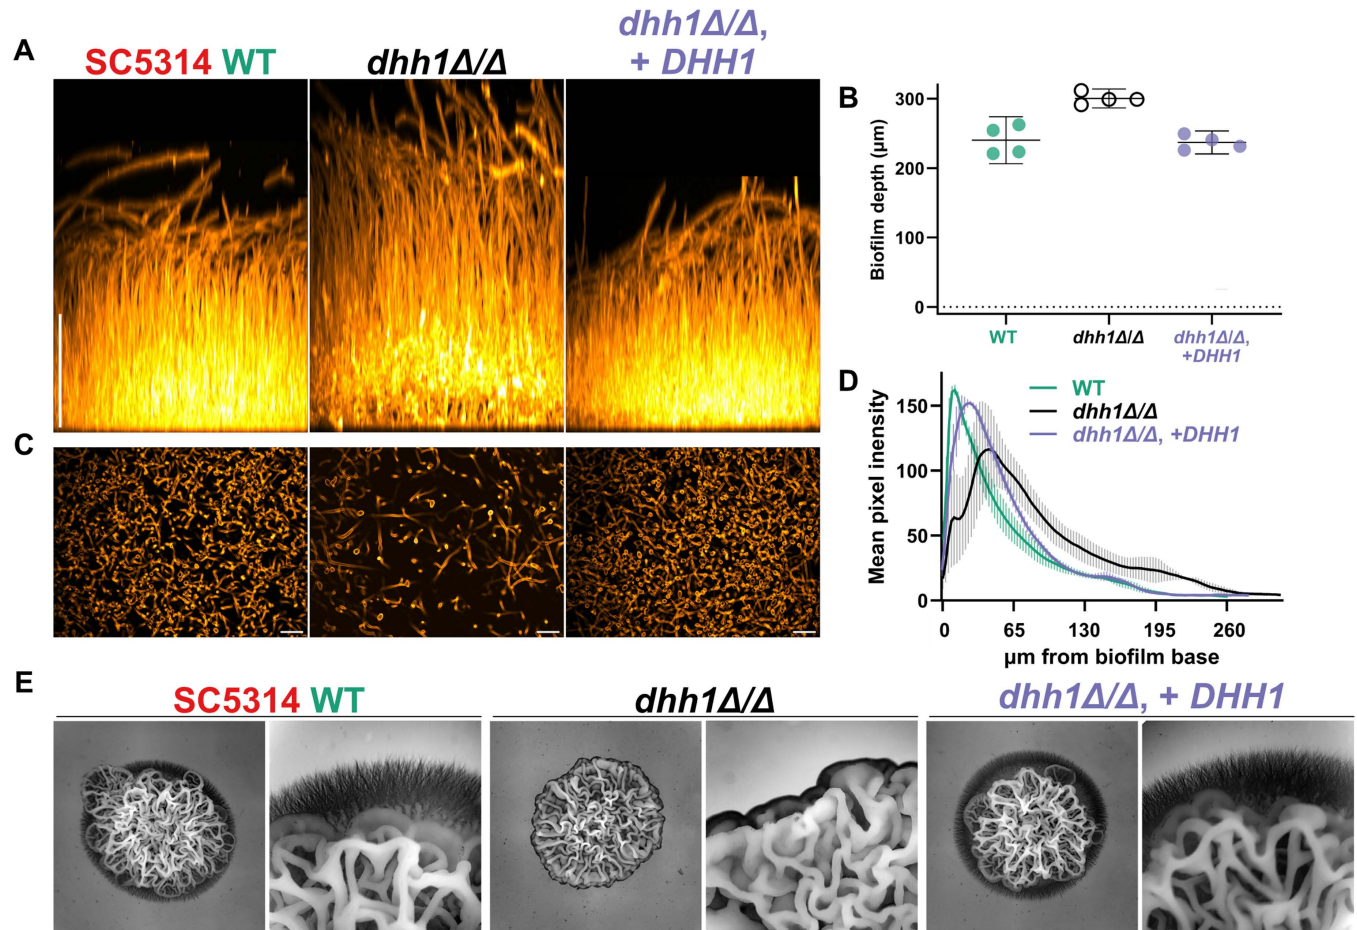 A
SC5314 WT
dhh1Δ/Δ
dhh1Δ/Δ,
+ DHH1
B
Biofilm depth (μm)
300
200
100
0
WT
dhh1Δ/Δ
dhh1Δ/Δ,
+DHH1
C
D
Mean pixel inensity
150
100
50
0
WT
dhh1Δ/Δ
dhh1Δ/Δ, +DHH1
0 65 130 195 260
μm from biofilm base
E
SC5314 WT
dhh1Δ/Δ
dhh1Δ/Δ, + DHH1